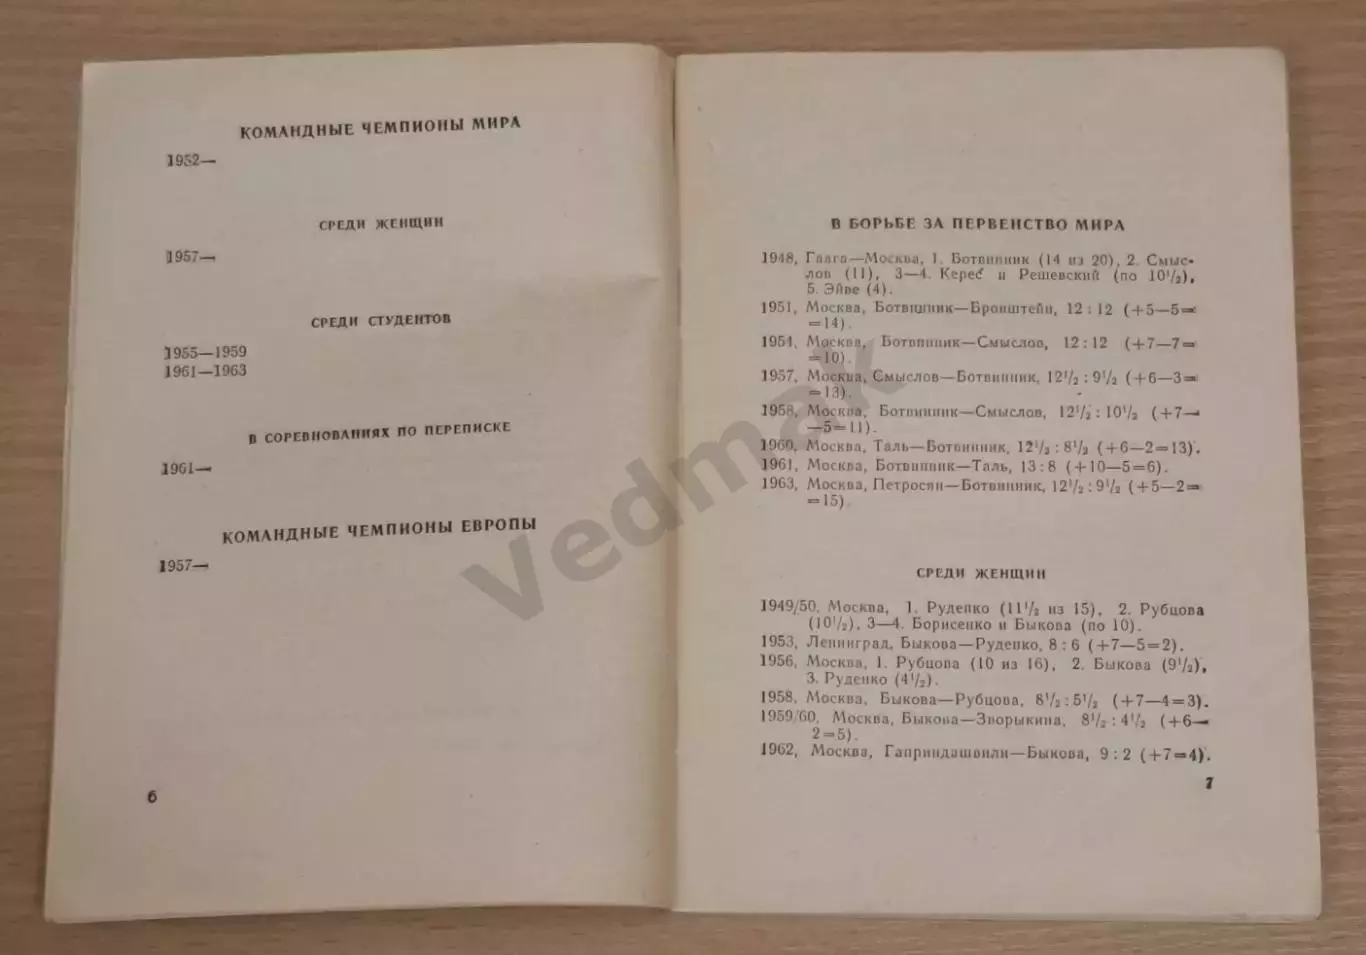 КОМАНДНЫЕ ЧЕМПИОНЫ МИРА
1952—
СРЕДИ ЖЕНЩИН
1957—
СРЕДИ СТУДЕНТОВ
1955—1959
1961—1963
В СОРЕВНОВАНИЯХ ПО ПЕРЕПИСКЕ
1961—
КОМАНДНЫЕ ЧЕМПИОНЫ ЕВРОПЫ
1957—
6
В БОРЬБЕ ЗА ПЕРВЕНСТВО МИРА
1948, Гаага—Москва, 1. Ботвинник (14 из 20), 2. Смыс-
лов (11), 3—4. Керес и Решевский (по 10½),
5. Эйве (4).
1951, Москва, Ботвинник—Бронштейн, 12 : 12 (+5—5=
=14).
1954, Москва, Ботвинник—Смыслов, 12 : 12 (+7—7=
=10).
1957, Москва, Смыслов—Ботвинник, 12½ : 9½ (+6—3=
=13).
1958, Москва, Ботвинник—Смыслов, 12½ : 10½ (+7—
—5=11).
1960, Москва, Таль—Ботвинник, 12½ : 8½ (+6—2=13).
1961, Москва, Ботвинник—Таль, 13 : 8 (+10—5=6).
1963, Москва, Петросян—Ботвинник, 12½ : 9½ (+5—2=
=15).
СРЕДИ ЖЕНЩИН
1949/50, Москва, 1. Руденко (11½ из 15), 2. Рубцова
(10½), 3—4. Борисенко и Быкова (по 10).
1953, Ленинград, Быкова—Руденко, 8 : 6 (+7—5=2).
1956, Москва, 1. Рубцова (10 из 16), 2. Быкова (9½),
3. Руденко (4½).
1958, Москва, Быкова—Рубцова, 8½ : 5½ (+7—4=3).
1959/60, Москва, Быкова—Зворыкина, 8½ : 4½ (+6—
2=5).
1962, Москва, Гаприндашвили—Быкова, 9 : 2 (+7=4).
7
Vedmak